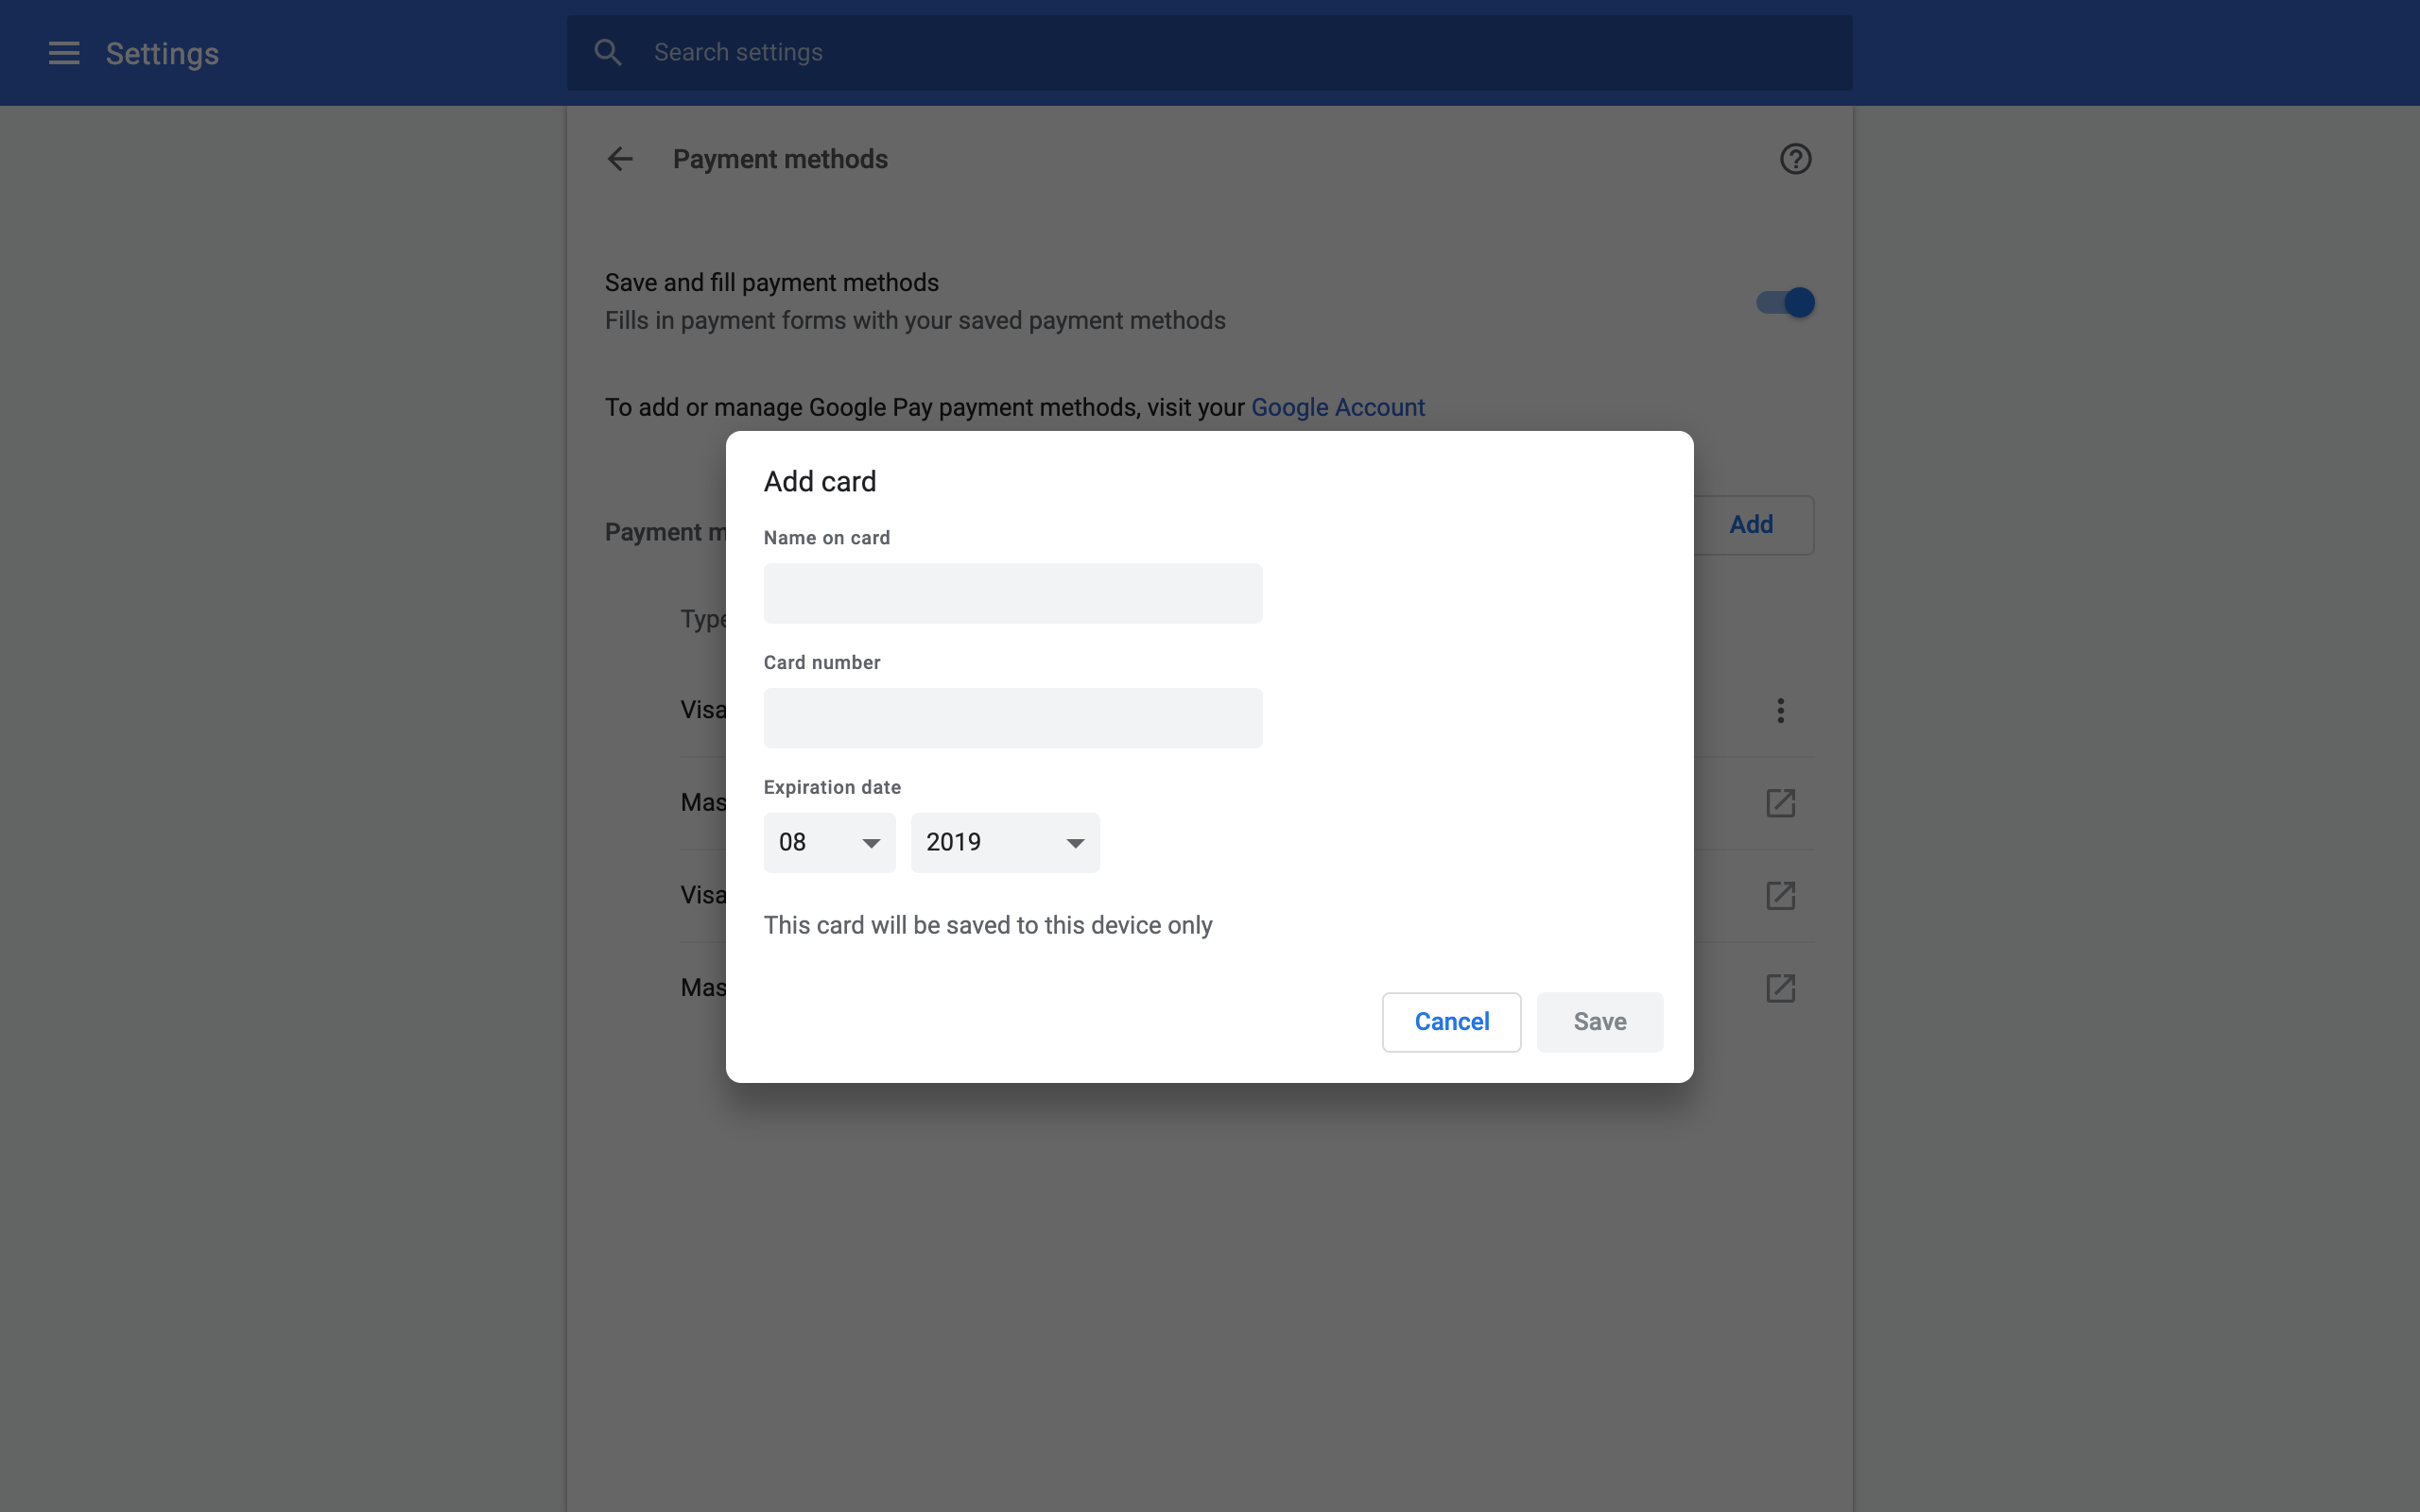 Settings
Search settings
Payment methods
Save and fill payment methods
Fills in payment forms with your saved payment methods
To add or manage Google Pay payment methods, visit your Google Account
Add card
Payment
Add
Name on card
Type
Card number
Visa
Mas
Expiration date
08
2019
Visa
This card will be saved to this device only
Mas
Cancel
Save